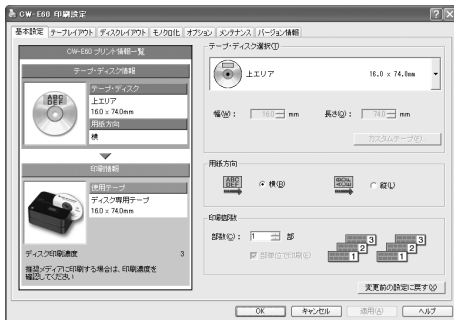 CW-E60 印刷設定
基本設定 テープレイアウト ディスクレイアウト モノクロ化 オプション メンテナンス バージョン情報
CW-E60 プリント情報一覧
テープ・ディスク情報
テープ・ディスク
上エリア
16.0 x 74.0mm
用紙方向
横
印刷情報
使用テープ
ディスク専用テープ
16.0 x 74.0mm
ディスク印刷濃度 3
推奨メディアに印刷する場合は、印刷濃度を
確認してください
テープ・ディスク選択(T)
上エリア 16.0 x 74.0mm
幅(W): 16.0 mm 長さ(G): 74.0 mm
カスタムテープ(F)...
用紙方向
ABC
DEF
横(B)
縦(L)
印刷部数
部数(C): 1 部
部単位で印刷(E)
1 2 3 1 2 3
変更前の設定に戻す(V)
OK キャンセル 適用(A) ヘルプ